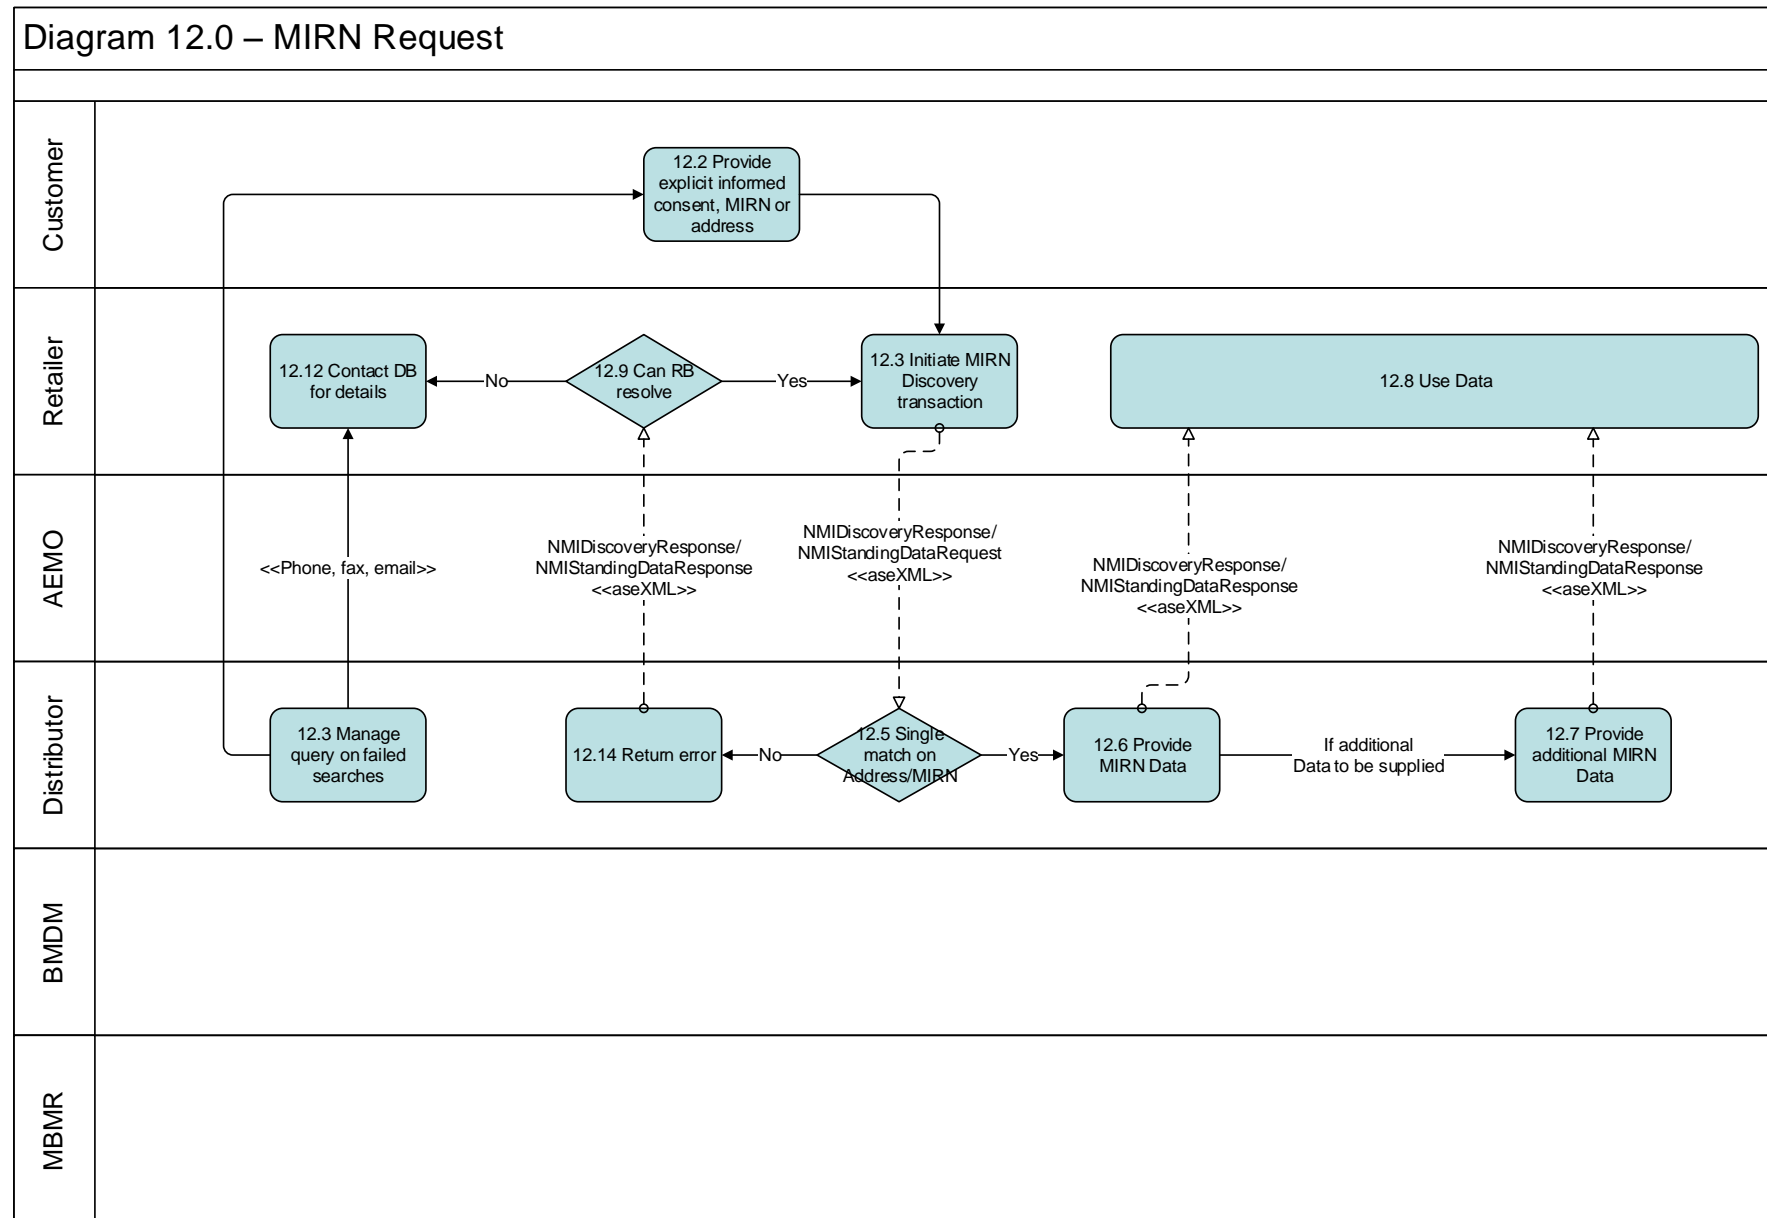 Diagram 12.0 – MIRN Request
Customer
12.2 Provide
explicit informed
consent, MIRN or
address
Retailer
12.12 Contact DB
for details
No
12.9 Can RB
resolve
Yes
12.3 Initiate MIRN
Discovery
transaction
12.8 Use Data
AEMO
<<Phone, fax, email>>
NMIDiscoveryResponse/
NMIStandingDataResponse
<<aseXML>>
NMIDiscoveryResponse/
NMIStandingDataRequest
<<aseXML>>
NMIDiscoveryResponse/
NMIStandingDataResponse
<<aseXML>>
NMIDiscoveryResponse/
NMIStandingDataResponse
<<aseXML>>
Distributor
12.3 Manage
query on failed
searches
12.14 Return error
No
12.5 Single
match on
Address/MIRN
Yes
12.6 Provide
MIRN Data
If additional
Data to be supplied
12.7 Provide
additional MIRN
Data
BMDM
MBMR